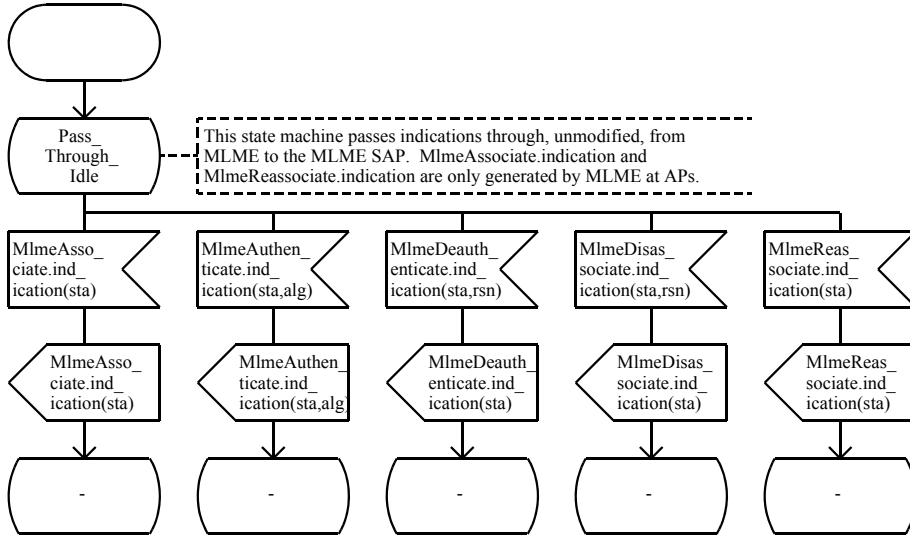 Pass_
Through_
Idle
This state machine passes indications through, unmodified, from
MLME to the MLME SAP.  MlmeAssociate.indication and
MlmeReassociate.indication are only generated by MLME at APs.
MlmeAsso_
ciate.ind_
ication(sta)
MlmeAuthen_
ticate.ind_
ication(sta,alg)
MlmeDeauth_
enticate.ind_
ication(sta,rsn)
MlmeDisas_
sociate.ind_
ication(sta,rsn)
MlmeReas_
sociate.ind_
ication(sta)
MlmeAsso_
ciate.ind_
ication(sta)
MlmeAuthen_
ticate.ind_
ication(sta,alg)
MlmeDeauth_
enticate.ind_
ication(sta)
MlmeDisas_
sociate.ind_
ication(sta)
MlmeReas_
sociate.ind_
ication(sta)
-
-
-
-
-